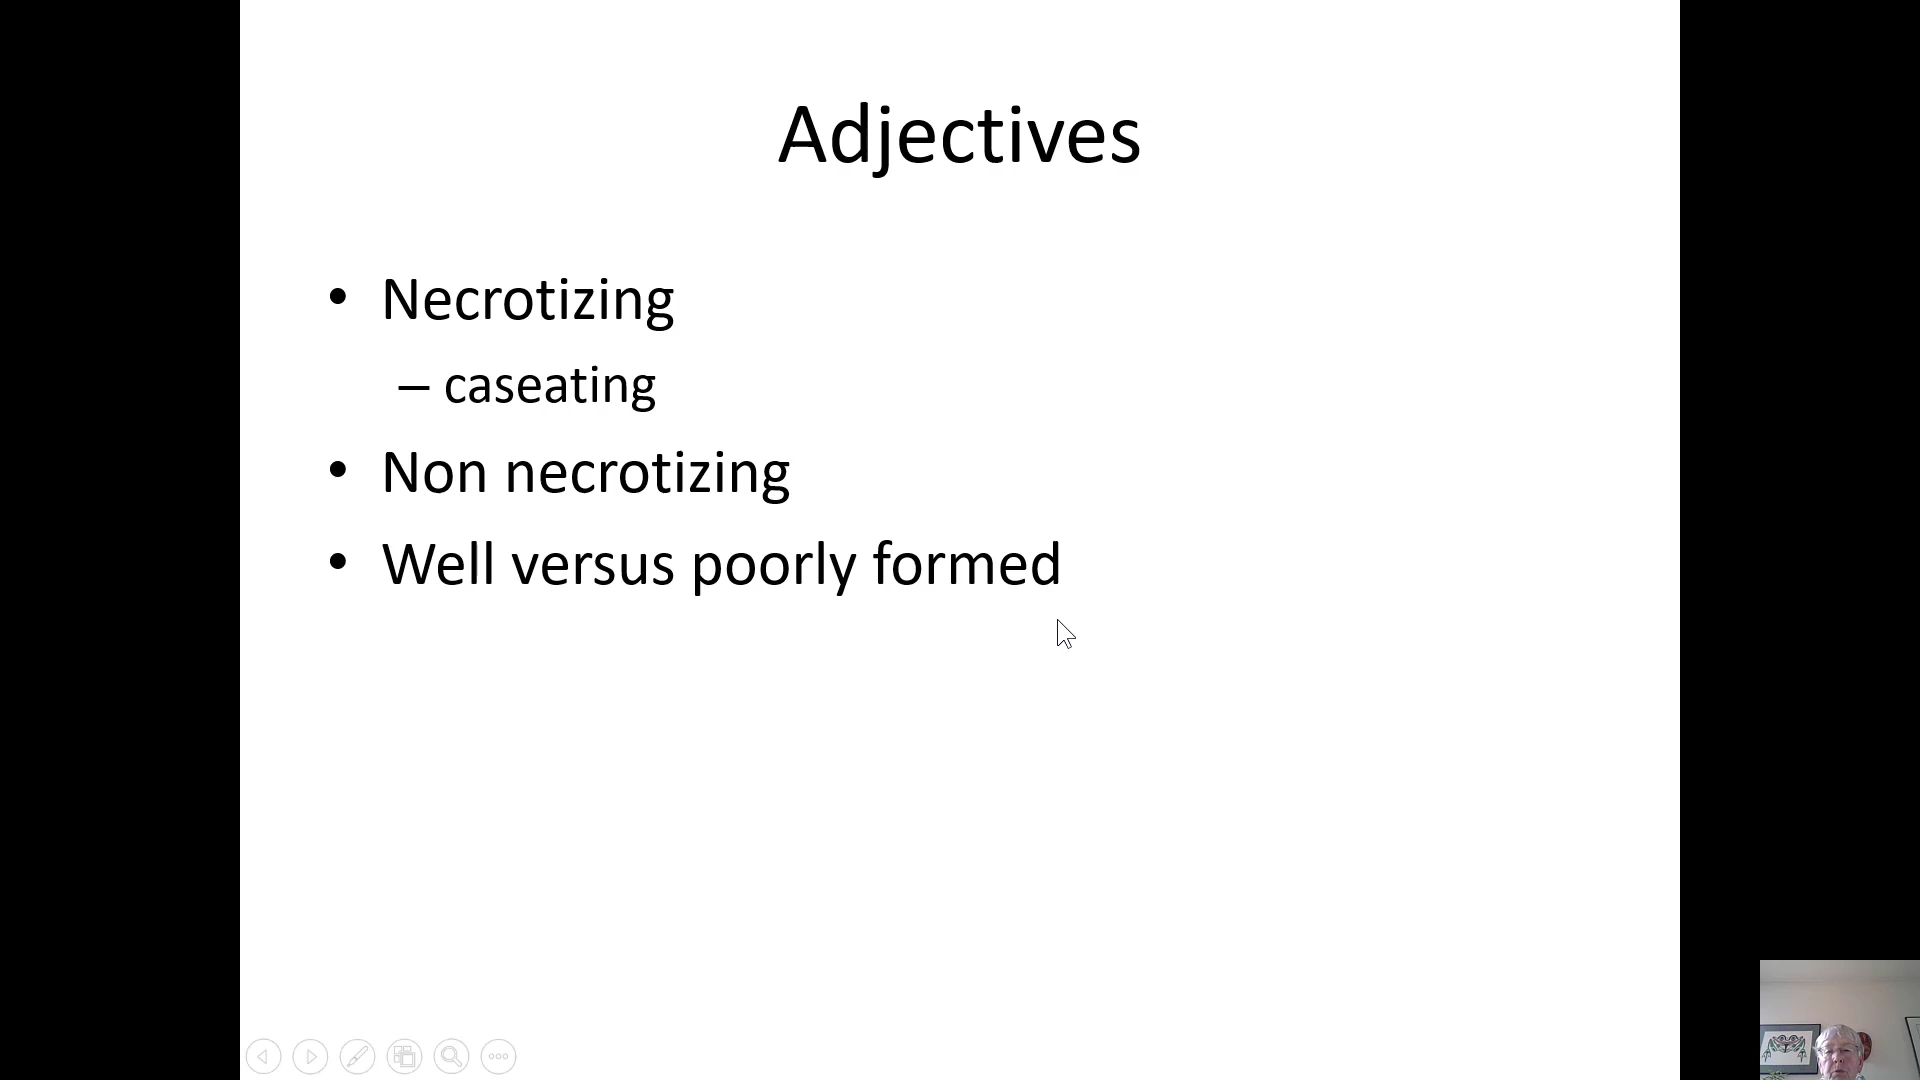 Adjectives
• Necrotizing
– caseating
• Non necrotizing
• Well versus poorly formed